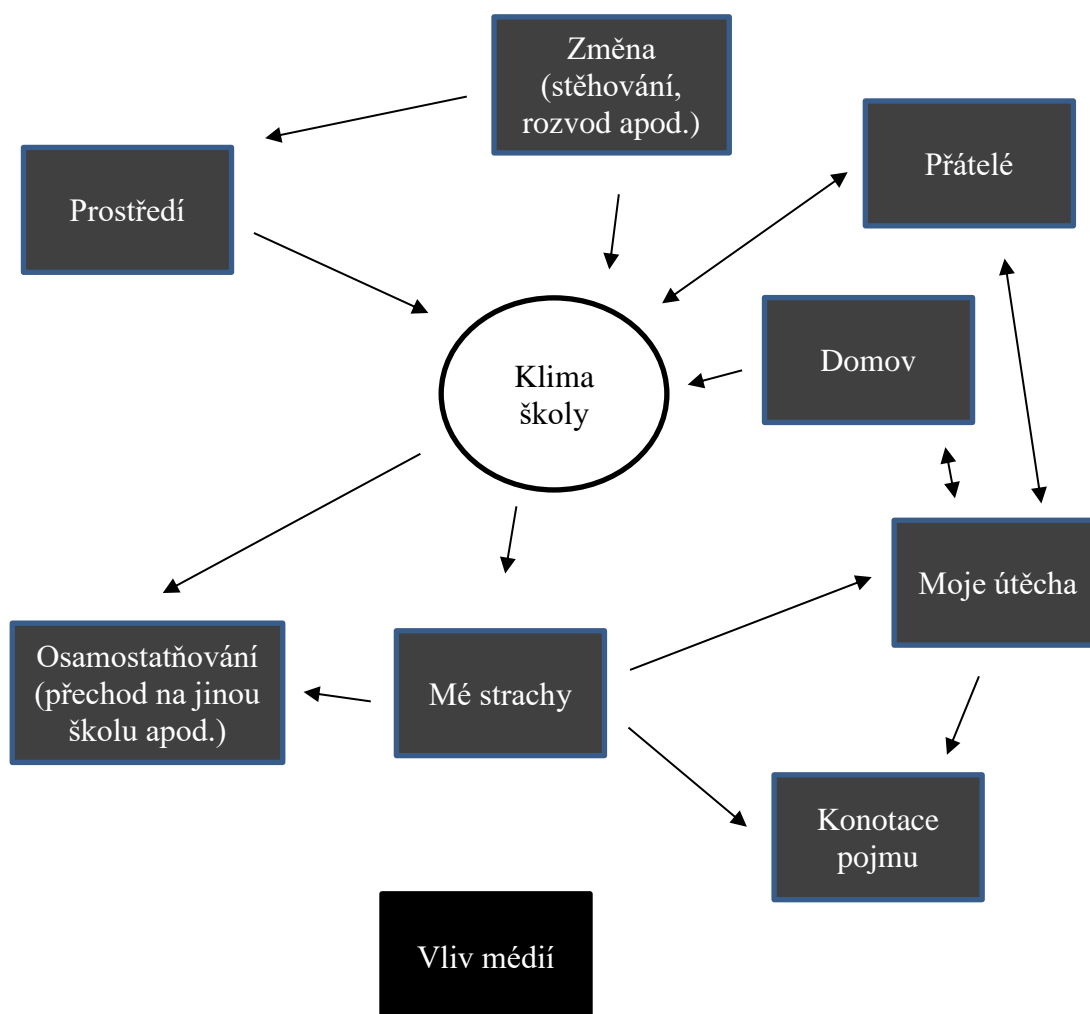 Změna
(stěhování,
rozvod apod.)
Přátelé
Prostředí
Domov
Klima
školy
Moje útěcha
Osamostatňování
(přechod na jinou
školu apod.)
Mé strachy
Konotace
pojmu
Vliv médií